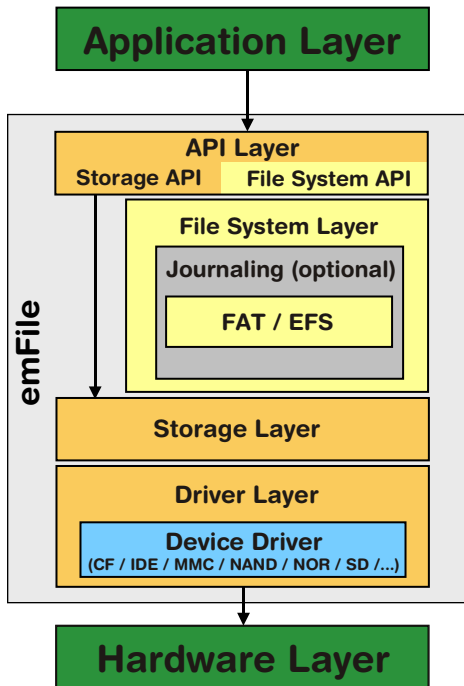 Application Layer
API Layer
Storage API
File System API
File System Layer
Journaling (optional)
FAT / EFS
emFile
Storage Layer
Driver Layer
Device Driver
(CF / IDE / MMC / NAND / NOR / SD /...)
Hardware Layer